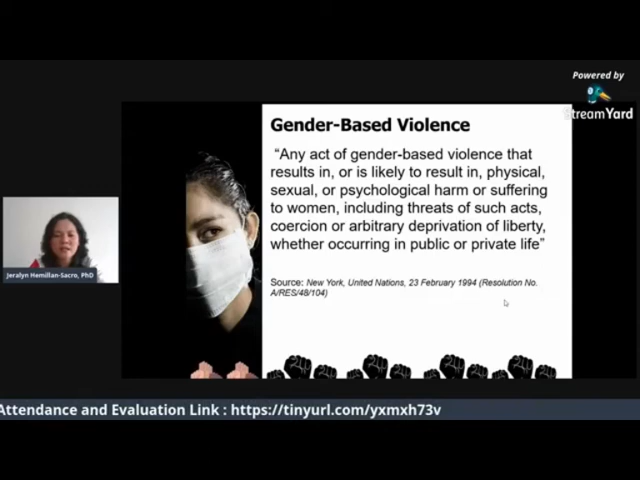 Powered by
StreamYard
Gender-Based Violence
“Any act of gender-based violence that
results in, or is likely to result in, physical,
sexual, or psychological harm or suffering
to women, including threats of such acts,
coercion or arbitrary deprivation of liberty,
whether occurring in public or private life”
Source: New York, United Nations, 23 February 1994 (Resolution No.
A/RES/48/104)
Jeralyn Hemillan-Sacro, PhD
Attendance and Evaluation Link : https://tinyurl.com/yxmxh73v